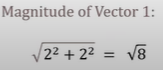 Magnitude of Vector 1:
√2² + 2² = √8